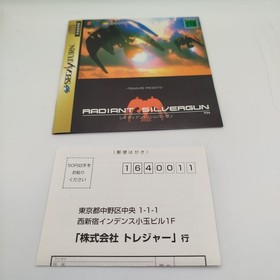 SEGA SATURN
TREASURE PRESENTS
RADIANT SILVERGUN
(郵便はがき)
50円切手を
お貼り
ください
1640011
東京都中野区中央 1-1-1
西新宿インデンス小玉ビル1F
「株式会社 トレジャー」行